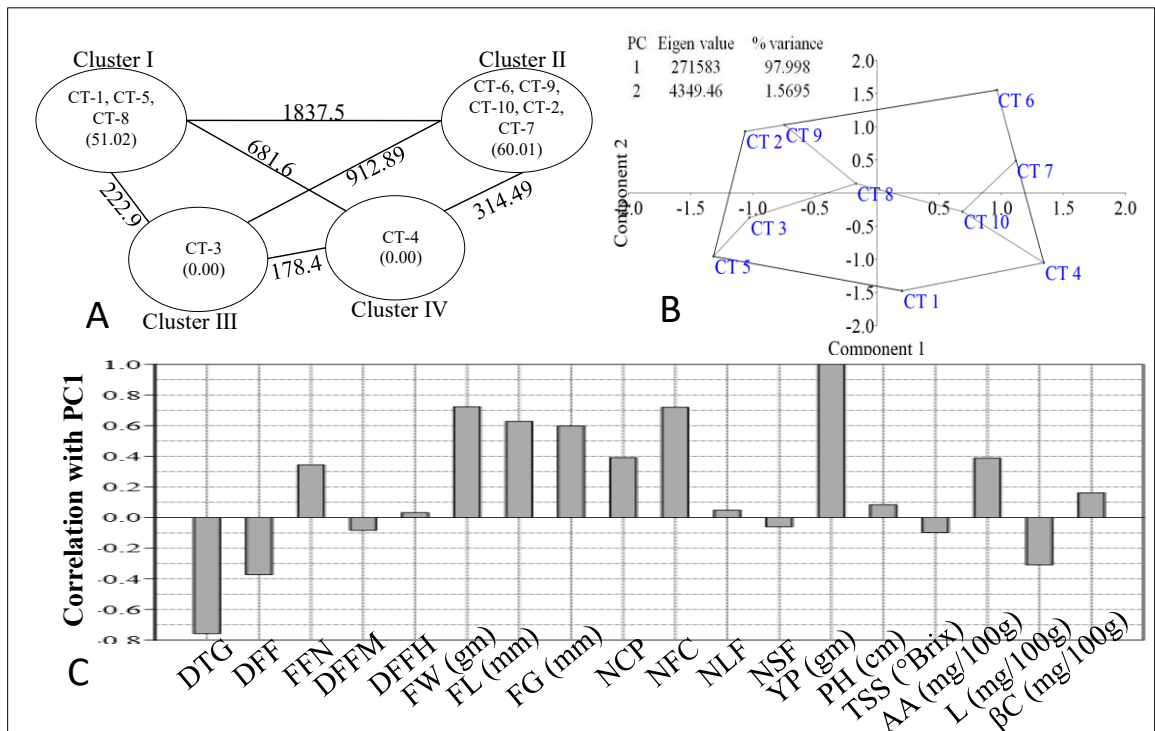 Cluster I
CT-1, CT-5,
CT-8
(51.02)
Cluster II
CT-6, CT-9,
CT-10, CT-2,
CT-7
(60.01)
1837.5
681.6
912.89
222.9
314.49
CT-3
(0.00)
178.4
CT-4
(0.00)
Cluster III
Cluster IV
A
PC Eigen value % variance
1 271583 97.998
2 4349.46 1.5695
Component 2
2.0
1.5
1.0
0.5
-0.5
-1.0
-1.5
-2.0
-2.0 -1.5 -1.0 -0.5 0.0 0.5 1.0 1.5 2.0
CT 6
CT 2
CT 9
CT 7
CT 8
CT 3
CT 10
CT 5
CT 4
CT 1
Component 1
B
Correlation with PC1
1.0
0.8
0.6
0.4
0.2
0.0
-0.2
-0.4
-0.6
-0.8
DTG
DFF
FFN
DFFM
DFFH
FW (gm)
FL (mm)
FG (mm)
NCP
NFC
NLF
NSF
YP (gm)
PH (cm)
TSS (°Brix)
AA (mg/100g)
L (mg/100g)
βC (mg/100g)
C